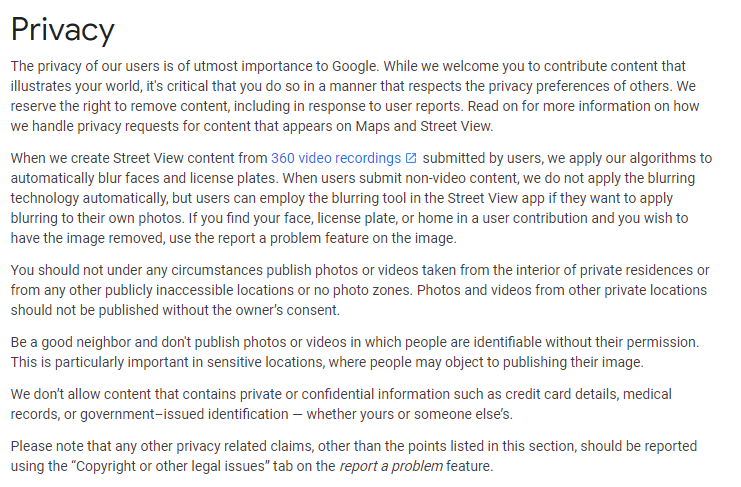 Privacy
The privacy of our users is of utmost importance to Google. While we welcome you to contribute content that
illustrates your world, it's critical that you do so in a manner that respects the privacy preferences of others. We
reserve the right to remove content, including in response to user reports. Read on for more information on how
we handle privacy requests for content that appears on Maps and Street View.
When we create Street View content from 360 video recordings submitted by users, we apply our algorithms to
automatically blur faces and license plates. When users submit non-video content, we do not apply the blurring
technology automatically, but users can employ the blurring tool in the Street View app if they want to apply
blurring to their own photos. If you find your face, license plate, or home in a user contribution and you wish to
have the image removed, use the report a problem feature on the image.
You should not under any circumstances publish photos or videos taken from the interior of private residences or
from any other publicly inaccessible locations or no photo zones. Photos and videos from other private locations
should not be published without the owner's consent.
Be a good neighbor and don't publish photos or videos in which people are identifiable without their permission.
This is particularly important in sensitive locations, where people may object to publishing their image.
We don't allow content that contains private or confidential information such as credit card details, medical
records, or government–issued identification — whether yours or someone else's.
Please note that any other privacy related claims, other than the points listed in this section, should be reported
using the “Copyright or other legal issues” tab on the report a problem feature.